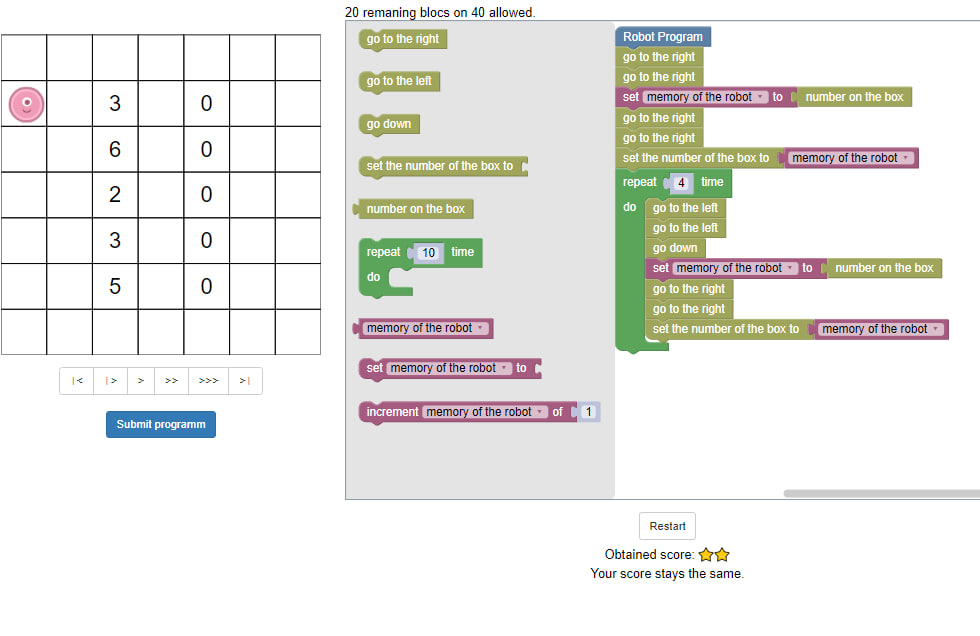 20 remaning blocs on 40 allowed.
3 0
6 0
2 0
3 0
5 0
|< |> > >> >>> >|
Submit programm
go to the right
go to the left
go down
set the number of the box to
number on the box
repeat 10 time
do
memory of the robot
set memory of the robot to
increment memory of the robot of 1
Robot Program
go to the right
go to the right
set memory of the robot to number on the box
go to the right
go to the right
set the number of the box to memory of the robot
repeat 4 time
do go to the left
go to the left
go down
set memory of the robot to number on the box
go to the right
go to the right
set the number of the box to memory of the robot
Restart
Obtained score:
Your score stays the same.